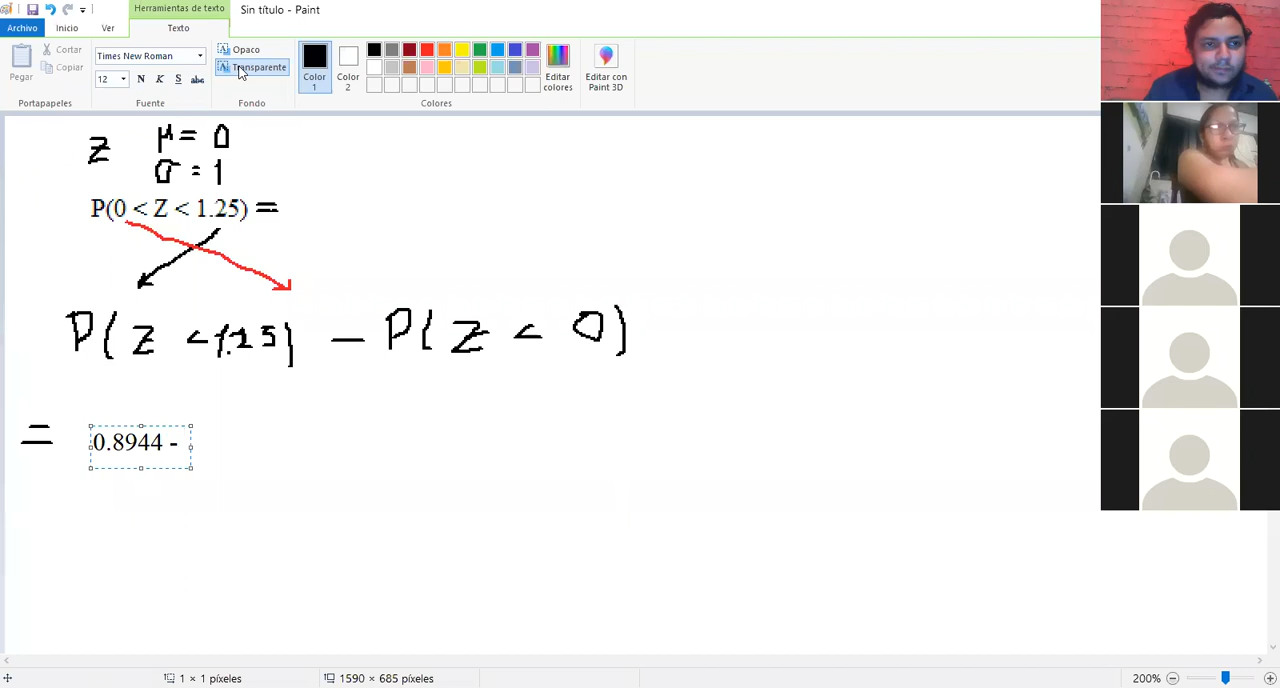 Herramientas de texto
Sin título - Paint
Archivo Inicio Ver Texto
Pegar
Cortar
Copiar
Portapapeles
Times New Roman
12 N K S abc
Fuente
Opaco
Transparente
Fondo
Color 1
Color 2
Colores
Editar colores
Editar con Paint 3D
Z μ = 0
σ = 1
P(0 < Z < 1.25) =
P( Z < 1.25) - P( Z < 0)
= 0.8944 -
1 × 1 píxeles
1590 × 685 píxeles
200%